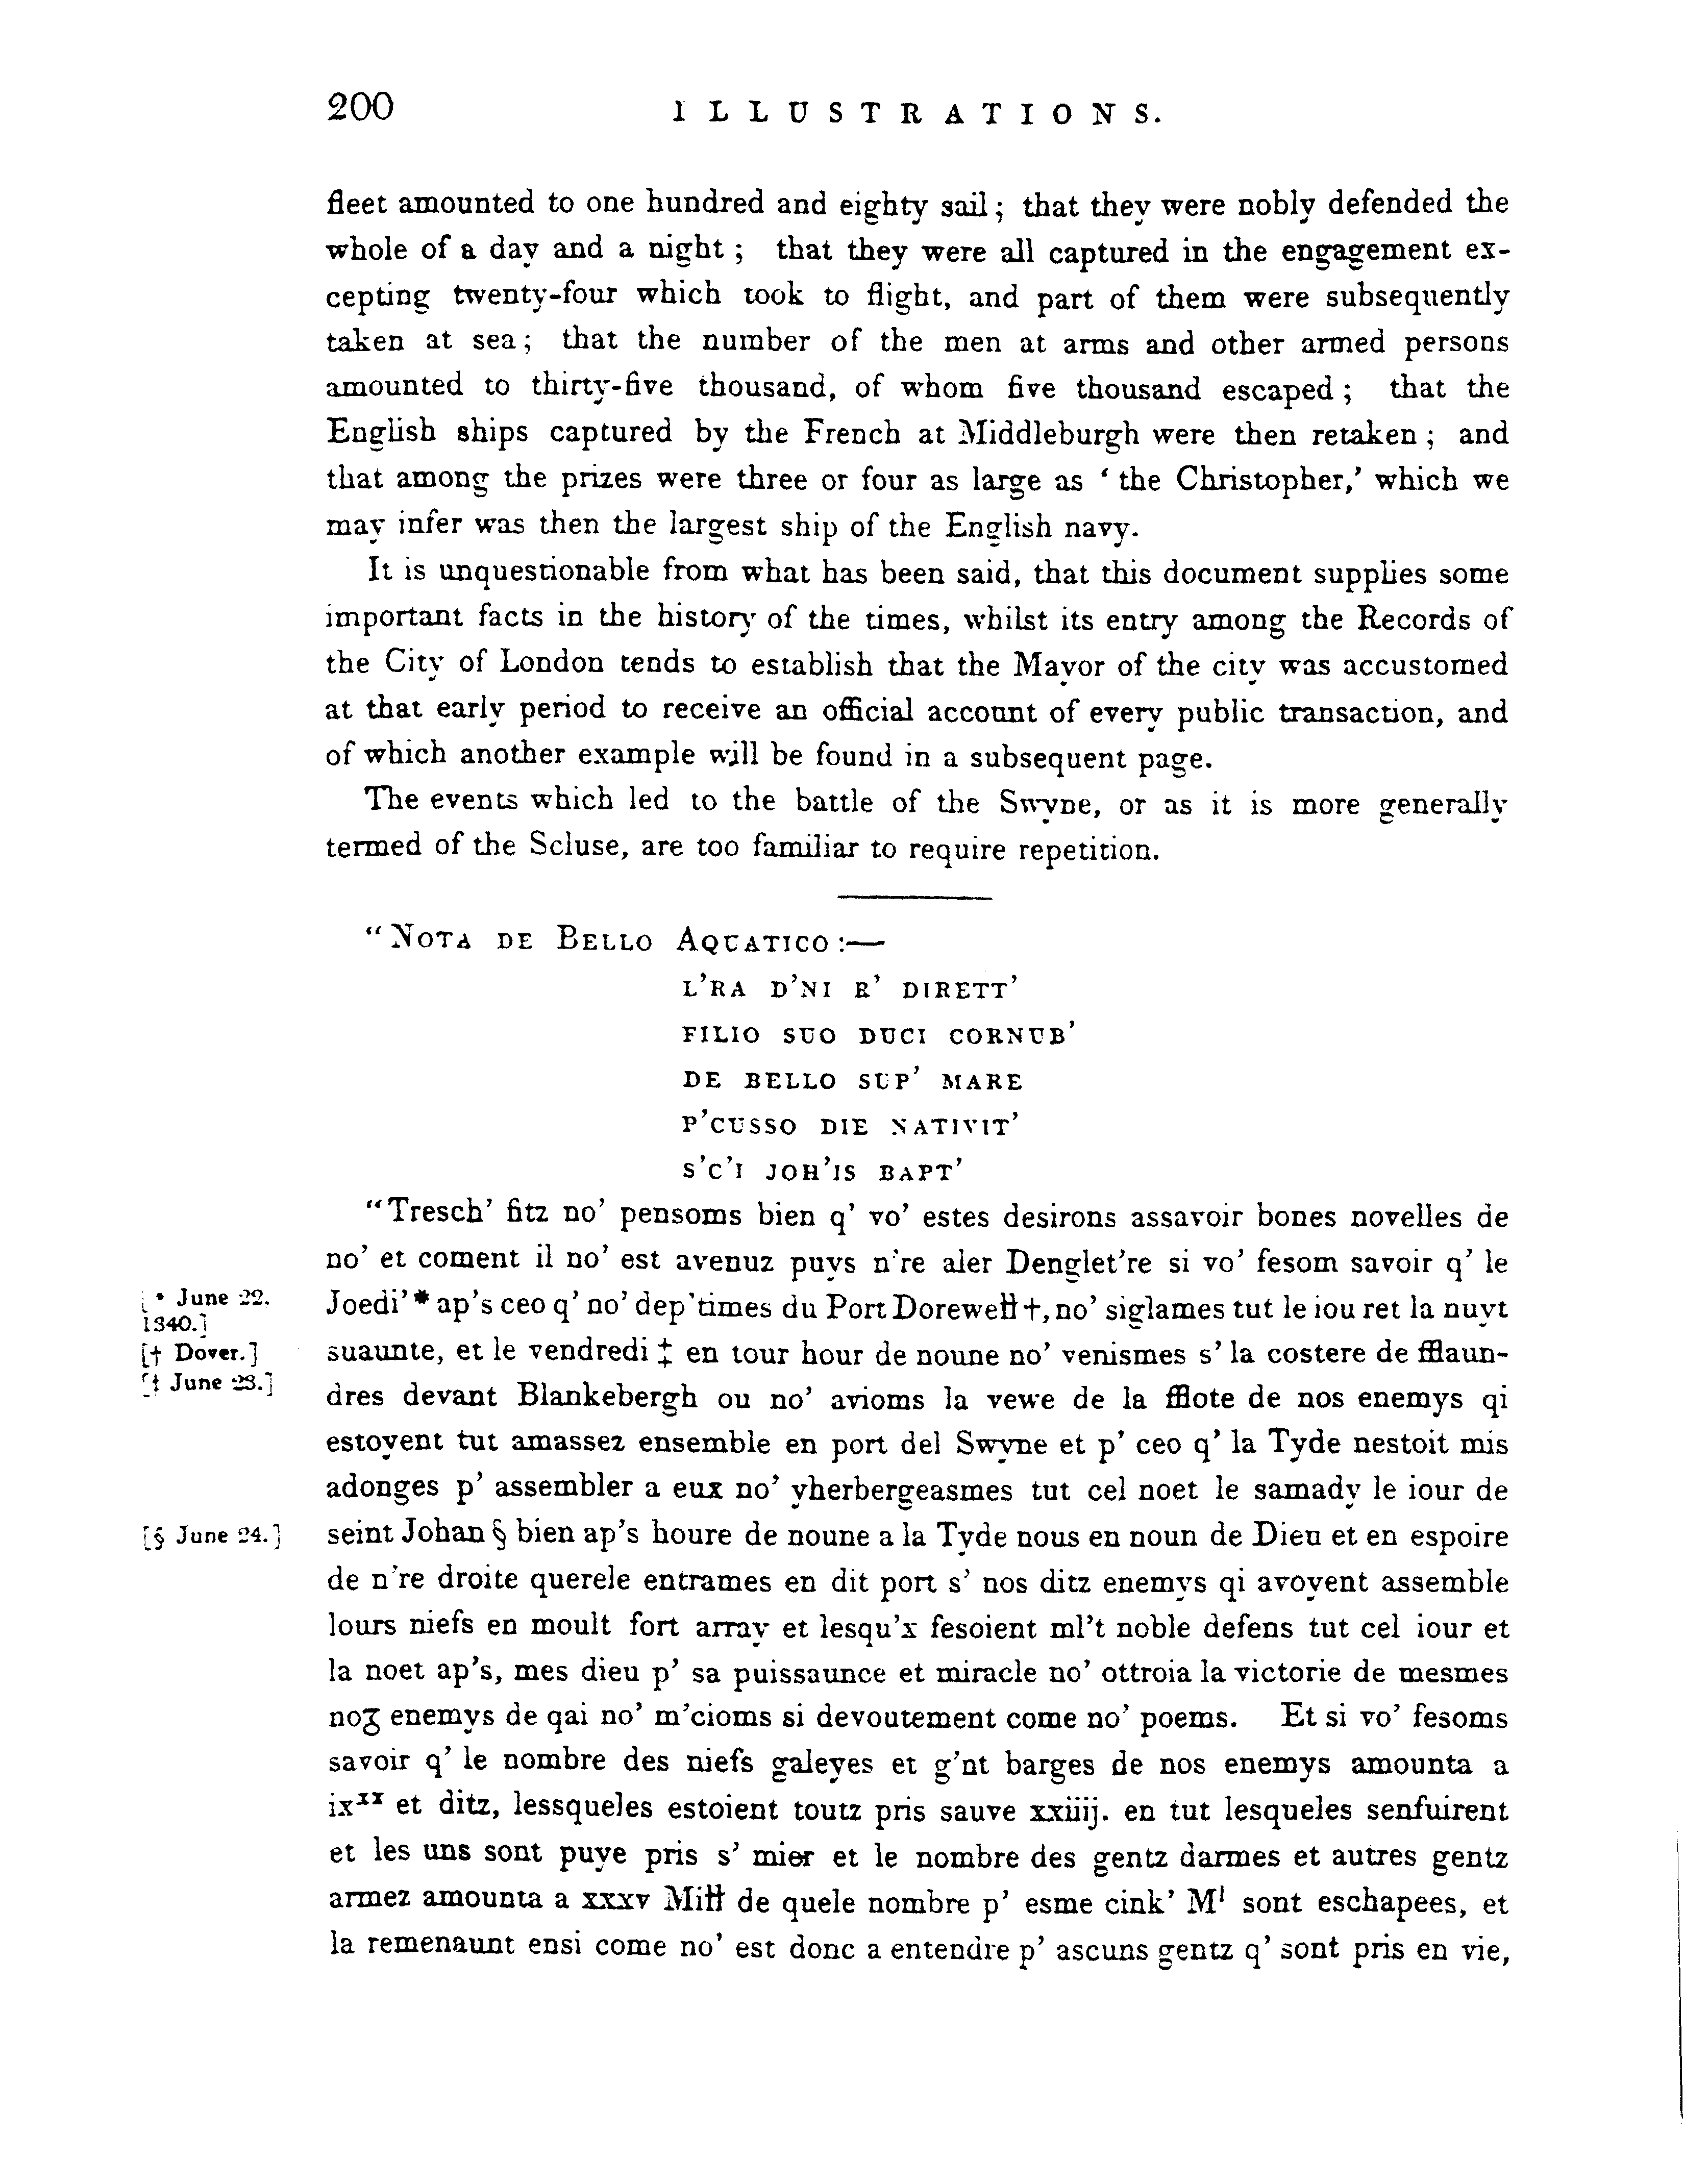 200 ILLUSTRATIONS.
fleet amounted to one hundred and eighty sail; that they were nobly defended the
whole of a day and a night; that they were all captured in the engagement ex-
cepting twenty-four which took to flight, and part of them were subsequently
taken at sea; that the number of the men at arms and other armed persons
amounted to thirty-five thousand, of whom five thousand escaped; that the
English ships captured by the French at Middleburgh were then retaken; and
that among the prizes were three or four as large as ‘the Christopher,’ which we
may infer was then the largest ship of the English navy.
It is unquestionable from what has been said, that this document supplies some
important facts in the history of the times, whilst its entry among the Records of
the City of London tends to establish that the Mayor of the city was accustomed
at that early period to receive an official account of every public transaction, and
of which another example will be found in a subsequent page.
The events which led to the battle of the Swyne, or as it is more generally
termed of the Scluse, are too familiar to require repetition.
“NOTA DE BELLO AQUATICO:—
L’RA D’NI R’ DIRETT’
FILIO SUO DUCI CORNUB’
DE BELLO SUP’ MARE
P’CUSSO DIE NATIVIT’
S’C’I JOH’IS BAPT’
“Tresch’ fitz no’ pensoms bien q’ vo’ estes desirons assavoir bones novelles de
no’ et coment il no’ est avenuz puys n’re aler Denglet’re si vo’ fesom savoir q’ le
Joedi’* ap’s ceo q’ no’ dep’times du Port Dorewell†, no’ siglames tut le iou ret la nuyt
suaunte, et le vendredi ‡ en tour hour de noune no’ venismes s’ la costere de fflaun-
dres devant Blankebergh ou no’ avioms la vewe de la fflote de nos enemys qi
estoyent tut amassez ensemble en port del Swyne et p’ ceo q’ la Tyde nestoit mis
adonges p’ assembler a eux no’ yherbergeasmes tut cel noet le samady le iour de
seint Johan § bien ap’s houre de noune a la Tyde nous en noun de Dieu et en espoire
de n’re droite querele entrames en dit port s’ nos ditz enemys qi avoyent assemble
lours niefs en moult fort array et lesqu’x fesoient ml’t noble defens tut cel iour et
la noet ap’s, mes dieu p’ sa puissaunce et miracle no’ ottroia la victorie de mesmes
noʒ enemys de qai no’ m’cioms si devoutement come no’ poems. Et si vo’ fesoms
savoir q’ le nombre des niefs galeyes et g’nt barges de nos enemys amounta a
ixˣˣ et ditz, lessqueles estoient toutz pris sauve xxiiij. en tut lesqueles senfuirent
et les uns sont puye pris s’ mier et le nombre des gentz darmes et autres gentz
armez amounta a xxxv Mill de quele nombre p’ esme cink’ Mˡ sont eschapees, et
la remenaunt ensi come no’ est donc a entendre p’ ascuns gentz q’ sont pris en vie,
[* June 22,
1340.]
[† Dover.]
[‡ June 23.]
[§ June 24.]